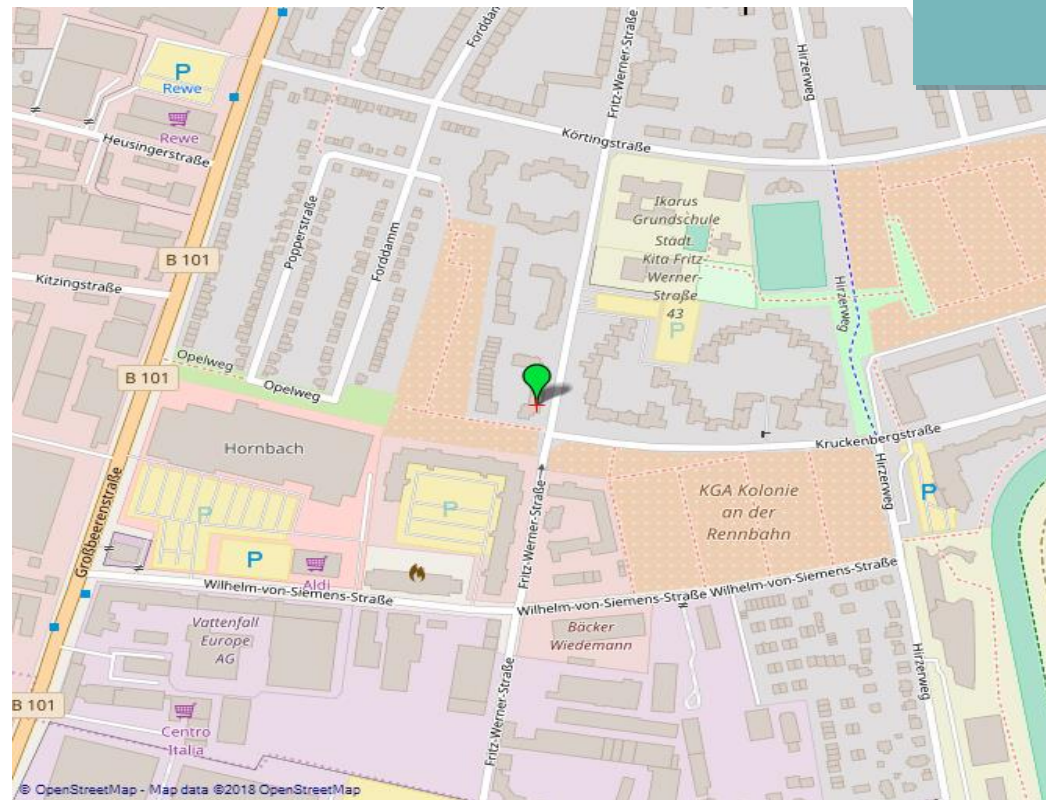 Forddamm
Fritz-Werner-Straße
Hirzerweg
P
Rewe
Rewe
Heusingerstraße
Körtingstraße
Ikarus
Grundschule
Städt.
Kita Fritz-
Werner-
Straße
43
P
Popperstraße
Forddamm
B 101
Kitzingstraße
Hirzerweg
Opelweg
B 101
Opelweg
Hornbach
Kruckenbergstraße
Hirzerweg
P
P
P
KGA Kolonie
an der
Rennbahn
Großbeerenstraße
Fritz-Werner-Straße
P
Aldi
Wilhelm-von-Siemens-Straße
Wilhelm-von-Siemens-Straße Wilhelm-von-Siemens-Straße
Vattenfall
Europe
AG
Bäcker
Wiedemann
Hirzerweg
Fritz-Werner-Straße
B 101
Centro
Italia
© OpenStreetMap - Map data ©2018 OpenStreetMap